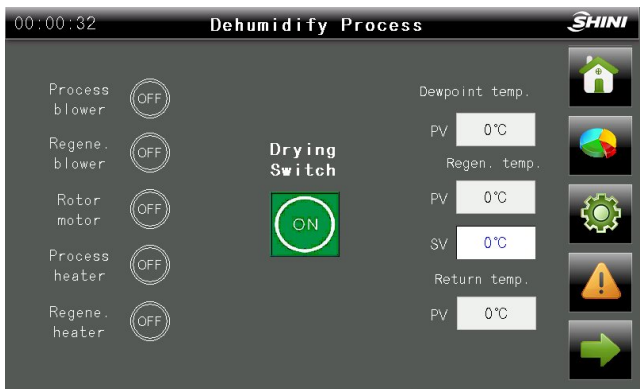 00:00:32 Dehumidify Process SHINI
Process
blower
OFF
Regene.
blower
OFF
Rotor
motor
OFF
Process
heater
OFF
Regene.
heater
OFF
Drying
Switch
ON
Dewpoint temp.
PV 0℃
Regen. temp.
PV 0℃
SV 0℃
Return temp.
PV 0℃